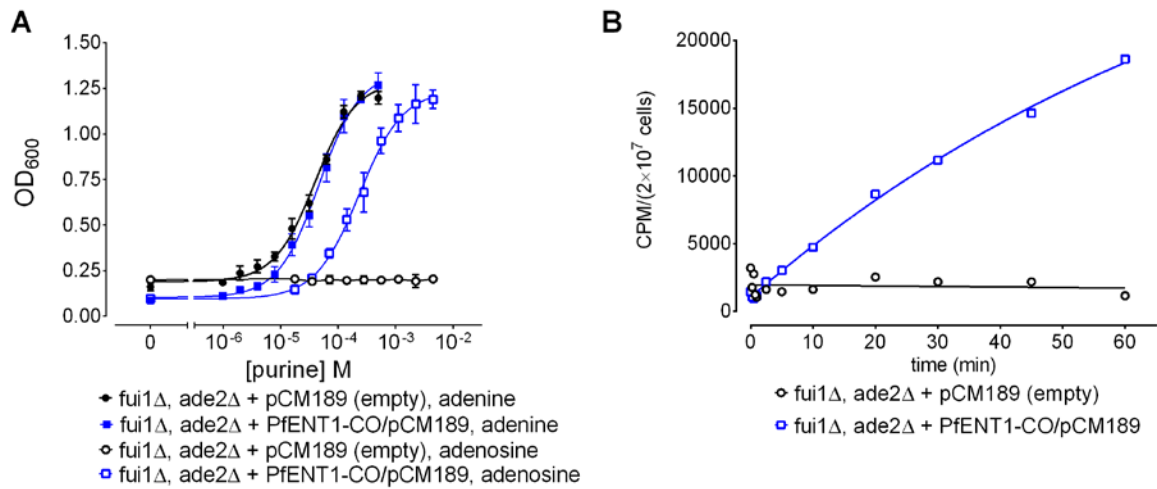 A
OD600
1.50
1.25
1.00
0.75
0.50
0.25
0.00
0
10-6
10-5
10-4
10-3
10-2
[purine] M
fui1Δ, ade2Δ + pCM189 (empty), adenine
fui1Δ, ade2Δ + PfENT1-CO/pCM189, adenine
fui1Δ, ade2Δ + pCM189 (empty), adenosine
fui1Δ, ade2Δ + PfENT1-CO/pCM189, adenosine
B
CPM/(2×10⁷ cells)
20000
15000
10000
5000
0
0
10
20
30
40
50
60
time (min)
fui1Δ, ade2Δ + pCM189 (empty)
fui1Δ, ade2Δ + PfENT1-CO/pCM189